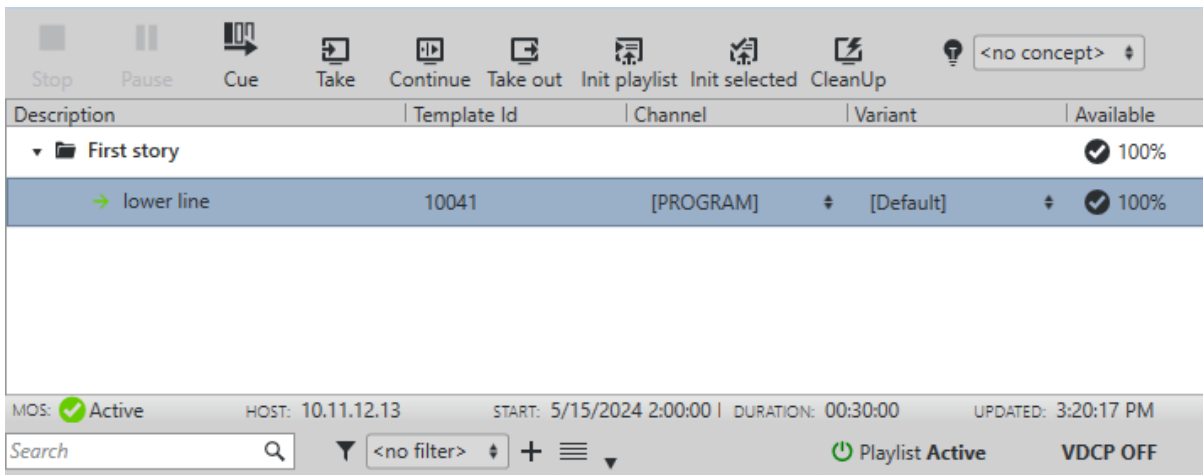 Stop Pause Cue Take Continue Take out Init playlist Init selected CleanUp <no concept>
Description Template Id Channel Variant Available
First story 100%
lower line 10041 [PROGRAM] [Default] 100%
MOS: Active HOST: 10.11.12.13 START: 5/15/2024 2:00:00 DURATION: 00:30:00 UPDATED: 3:20:17 PM
Search <no filter> Playlist Active VDCP OFF